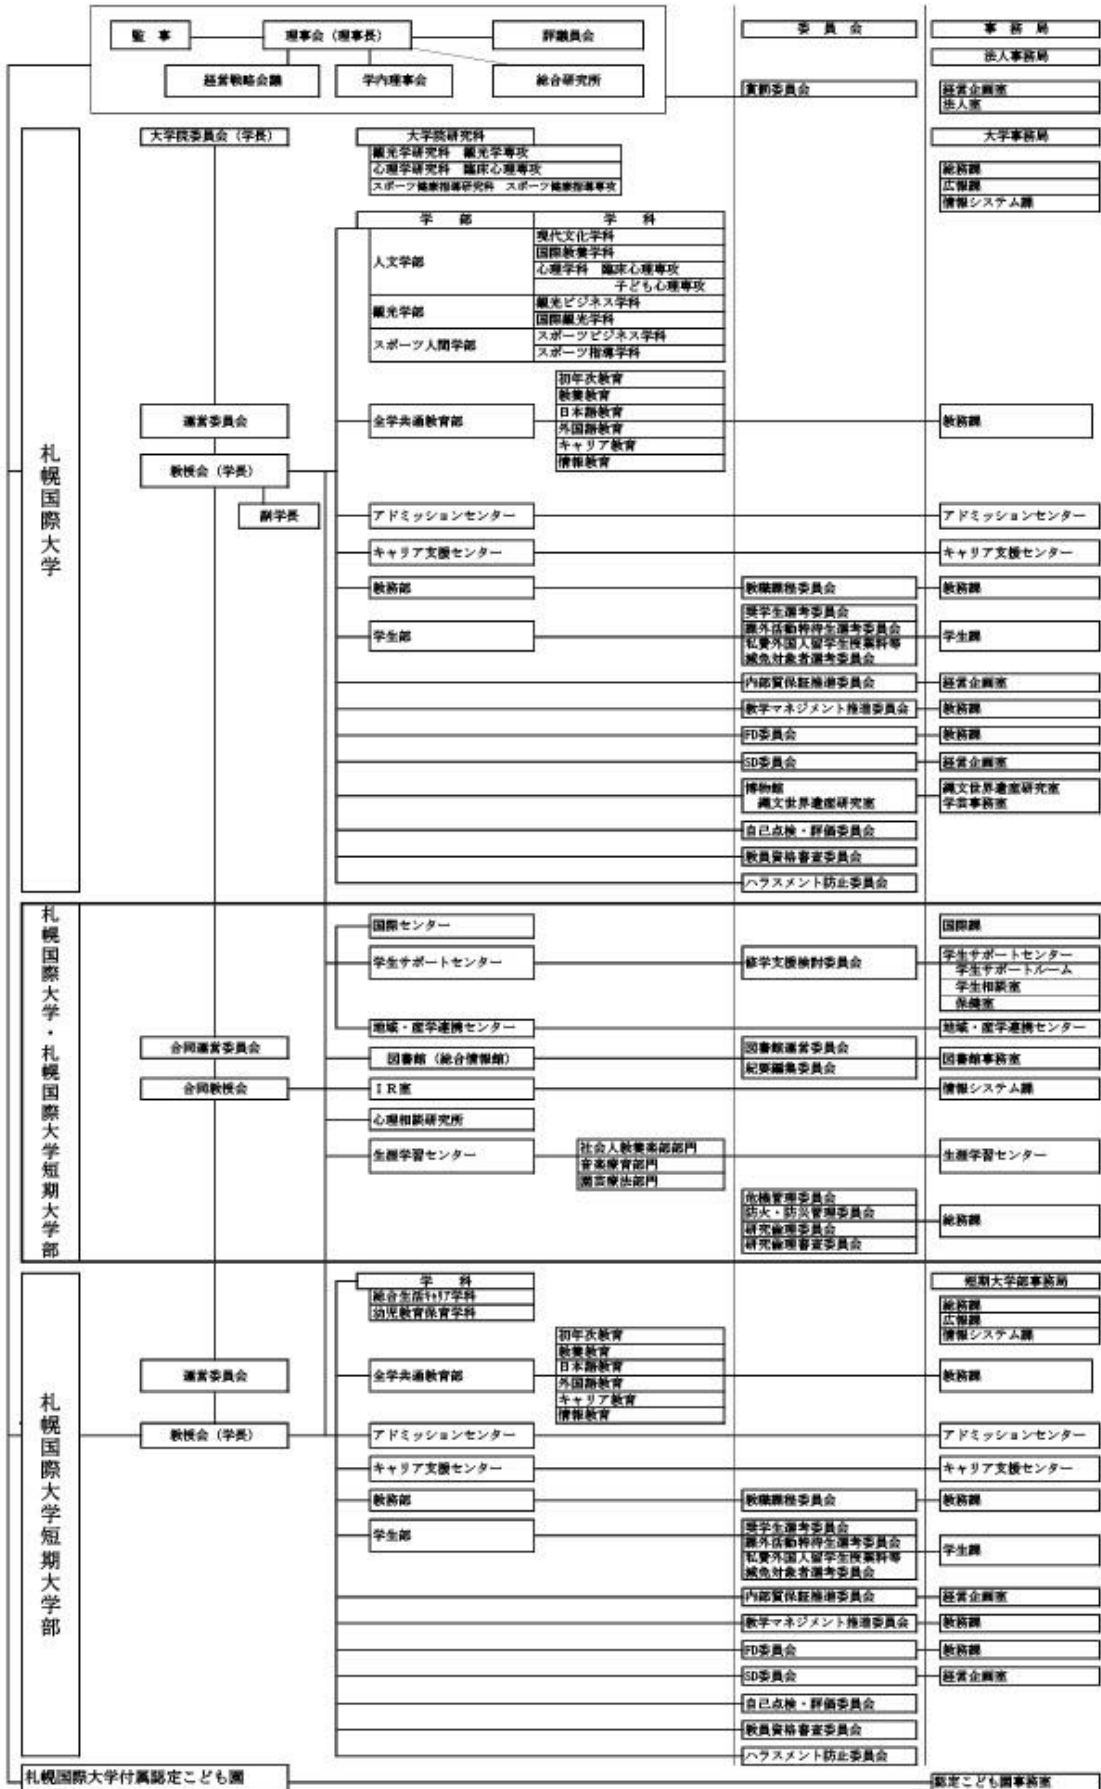 監 事
理事会（理事長）
評議員会
経営戦略会議
学内理事会
総合研究所
委 員 会
事 務 局
法人事務局
賞罰委員会
経営企画室
法人室
札幌国際大学
大学院委員会（学長）
大学院研究科
観光学研究科 観光学専攻
心理学研究科 臨床心理専攻
スポーツ健康指導研究科 スポーツ健康指導専攻
大学事務局
総務課
広報課
情報システム課
学 部
学 科
人文学部
現代文化学科
国際教養学科
心理学科 臨床心理専攻
子ども心理専攻
観光学部
観光ビジネス学科
国際観光学科
スポーツ人間学部
スポーツビジネス学科
スポーツ指導学科
運営委員会
教授会（学長）
副学長
全学共通教育部
初年次教育
教養教育
日本語教育
外国語教育
キャリア教育
情報教育
教務課
アドミッションセンター
アドミッションセンター
キャリア支援センター
キャリア支援センター
教務部
教職課程委員会
教務課
学生部
奨学生選考委員会
課外活動特待生選考委員会
私費外国人留学生授業料等
減免対象者選考委員会
学生課
内部質保証推進委員会
経営企画室
教学マネジメント推進委員会
教務課
FD委員会
教務課
SD委員会
経営企画室
博物館
縄文世界遺産研究室
縄文世界遺産研究室
学芸事務室
自己点検・評価委員会
教員資格審査委員会
ハラスメント防止委員会
札幌国際大学・札幌国際大学短期大学部
合同運営委員会
合同教授会
国際センター
国際課
学生サポートセンター
修学支援検討委員会
学生サポートセンター
学生サポートルーム
学生相談室
保健室
地域・産学連携センター
地域・産学連携センター
図書館（総合情報館）
図書館運営委員会
紀要編集委員会
図書館事務室
ＩＲ室
情報システム課
心理相談研究所
生涯学習センター
社会人教養楽部部門
音楽療育部門
園芸療法部門
生涯学習センター
危機管理委員会
防火・防災管理委員会
研究倫理委員会
研究倫理審査委員会
総務課
札幌国際大学短期大学部
学 科
総合生活ｷｬﾘｱ学科
幼児教育保育学科
短期大学部事務局
総務課
広報課
情報システム課
運営委員会
教授会（学長）
全学共通教育部
初年次教育
教養教育
日本語教育
外国語教育
キャリア教育
情報教育
教務課
アドミッションセンター
アドミッションセンター
キャリア支援センター
キャリア支援センター
教務部
教職課程委員会
教務課
学生部
奨学生選考委員会
課外活動特待生選考委員会
私費外国人留学生授業料等
減免対象者選考委員会
学生課
内部質保証推進委員会
経営企画室
教学マネジメント推進委員会
教務課
FD委員会
教務課
SD委員会
経営企画室
自己点検・評価委員会
教員資格審査委員会
ハラスメント防止委員会
札幌国際大学付属認定こども園
認定こども園事務室